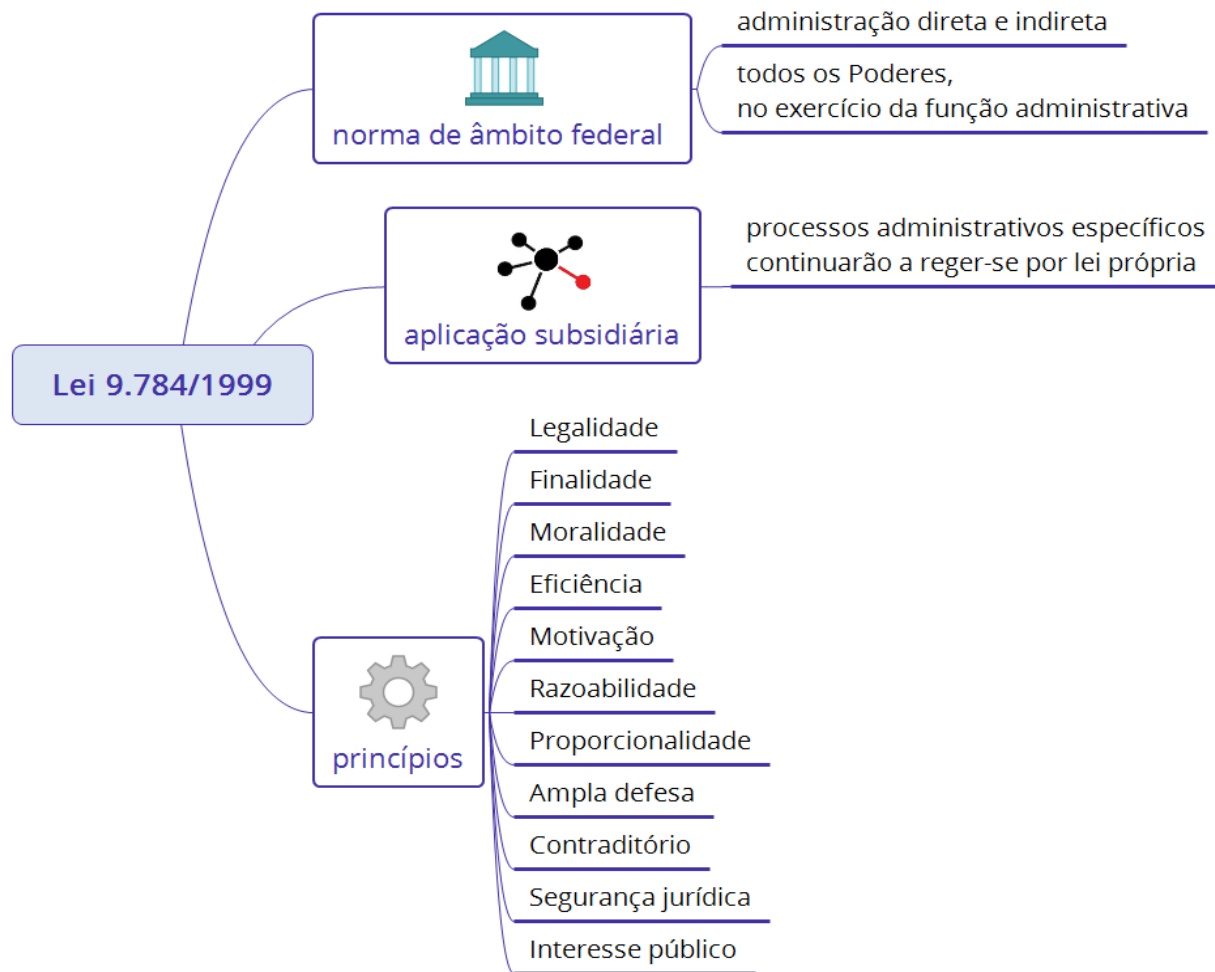 Lei 9.784/1999
norma de âmbito federal
administração direta e indireta
todos os Poderes,
no exercício da função administrativa
aplicação subsidiária
processos administrativos específicos
continuarão a reger-se por lei própria
princípios
Legalidade
Finalidade
Moralidade
Eficiência
Motivação
Razoabilidade
Proporcionalidade
Ampla defesa
Contraditório
Segurança jurídica
Interesse público